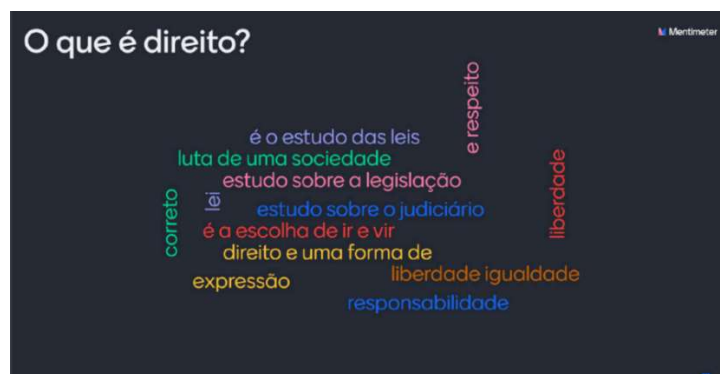 O que é direito?
Mentimeter
e respeito
é o estudo das leis
luta de uma sociedade
estudo sobre a legislação
liberdade
correto
lei
estudo sobre o judiciário
é a escolha de ir e vir
direito e uma forma de
expressão
liberdade igualdade
responsabilidade